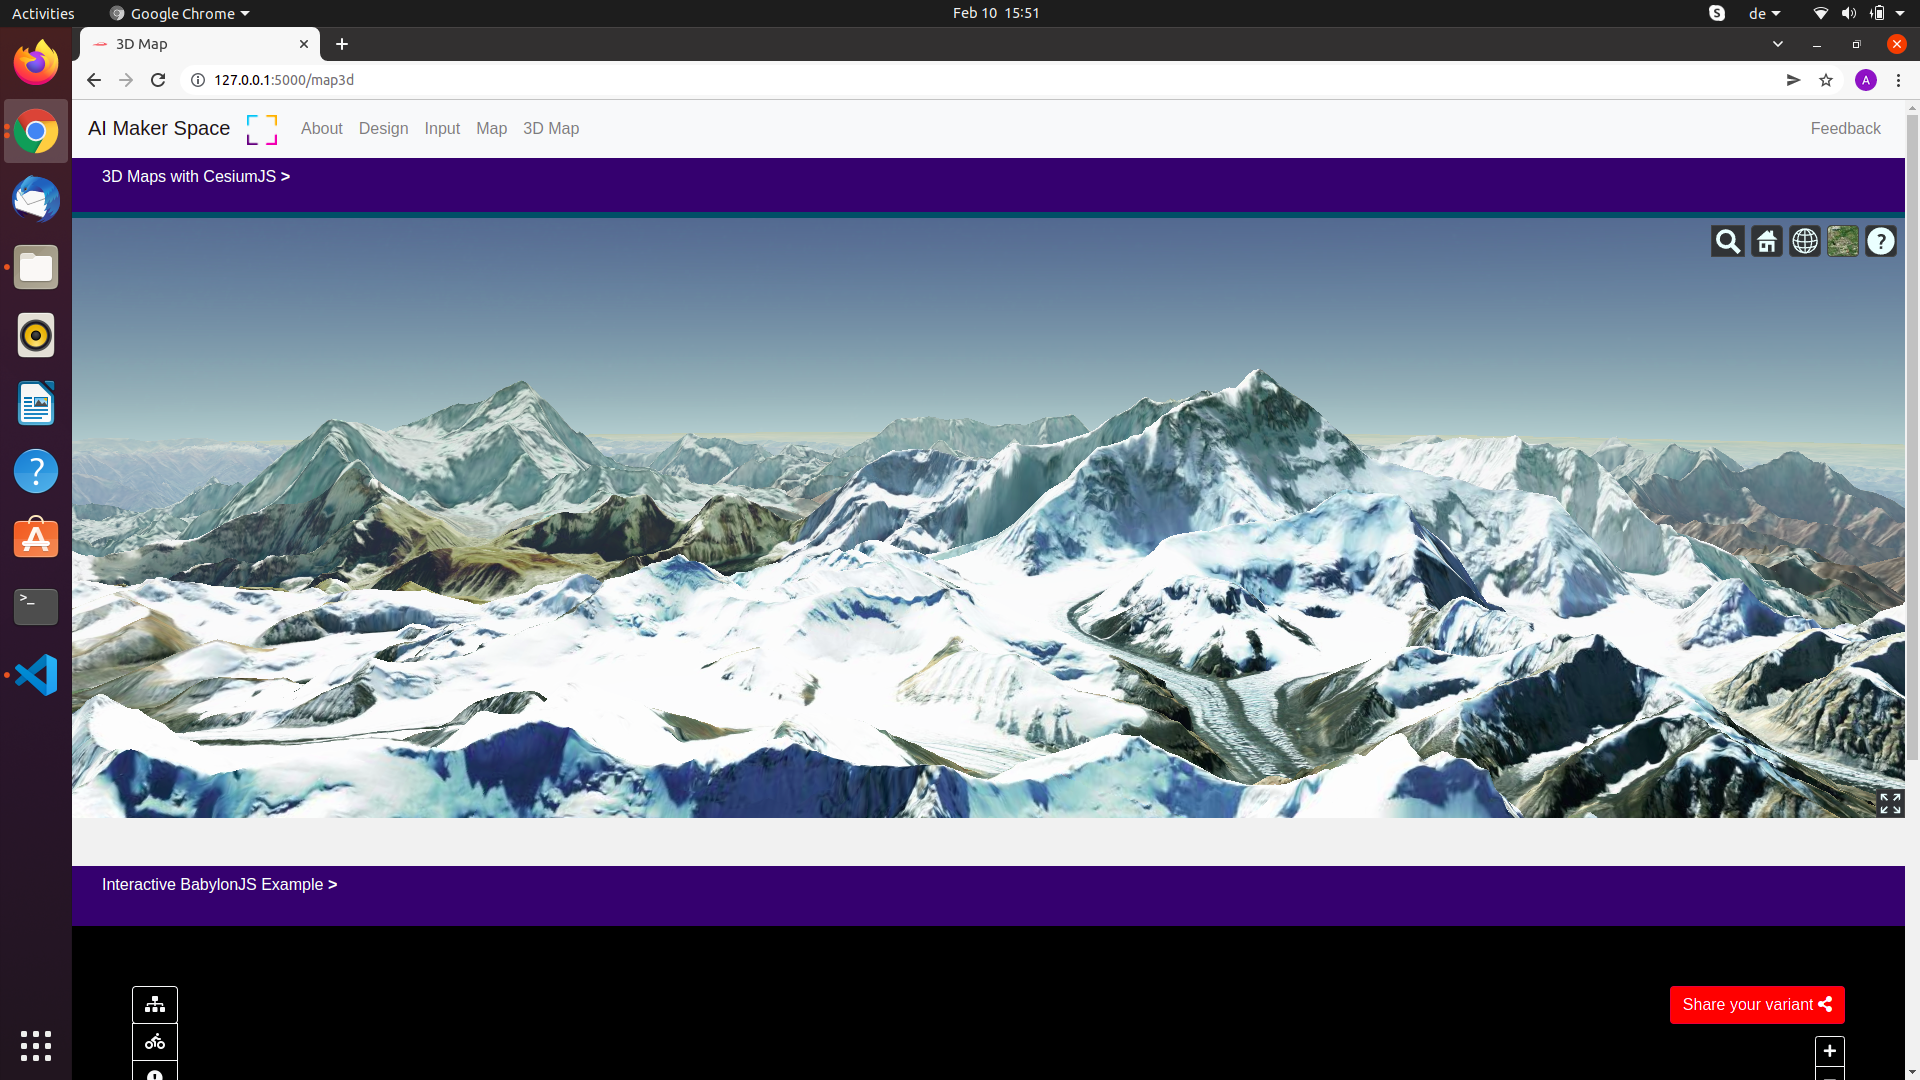 Activities
Google Chrome
Feb 10 15:51
de
3D Map
127.0.0.1:5000/map3d
A
AI Maker Space
About
Design
Input
Map
3D Map
Feedback
3D Maps with CesiumJS >
Interactive BabylonJS Example >
Share your variant